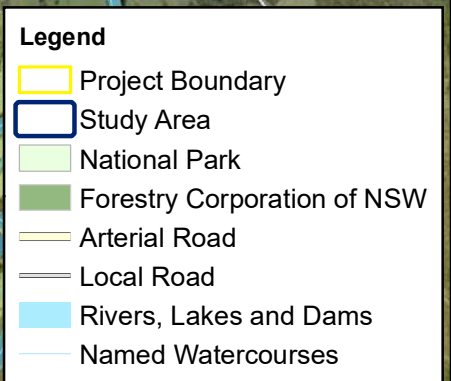 Legend
Project Boundary
Study Area
National Park
Forestry Corporation of NSW
Arterial Road
Local Road
Rivers, Lakes and Dams
Named Watercourses